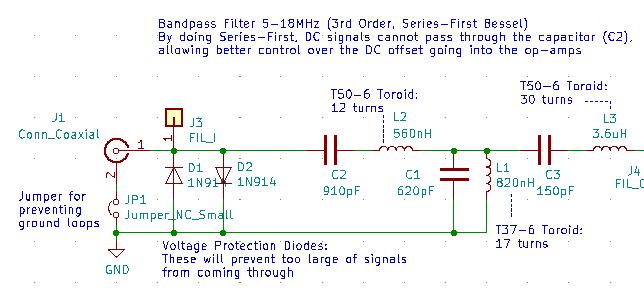 Bandpass Filter 5-18MHz (3rd Order, Series-First Bessel)
By doing Series-First, DC signals cannot pass through the capacitor (C2),
allowing better control over the DC offset going into the op-amps
T50-6 Toroid:
30 turns
T50-6 Toroid:
12 turns
J1
Conn_Coaxial
J3
FIL_I
1
1
2
L2
560nH
L3
3.6uH
D1
1N914
D2
1N914
C2
910pF
C1
620pF
L1
820nH
C3
150pF
J4
Jumper for
preventing
ground loops
JP1
Jumper_NC_Small
T37-6 Toroid:
17 turns
Voltage Protection Diodes:
These will prevent too large of signals
from coming through
GND